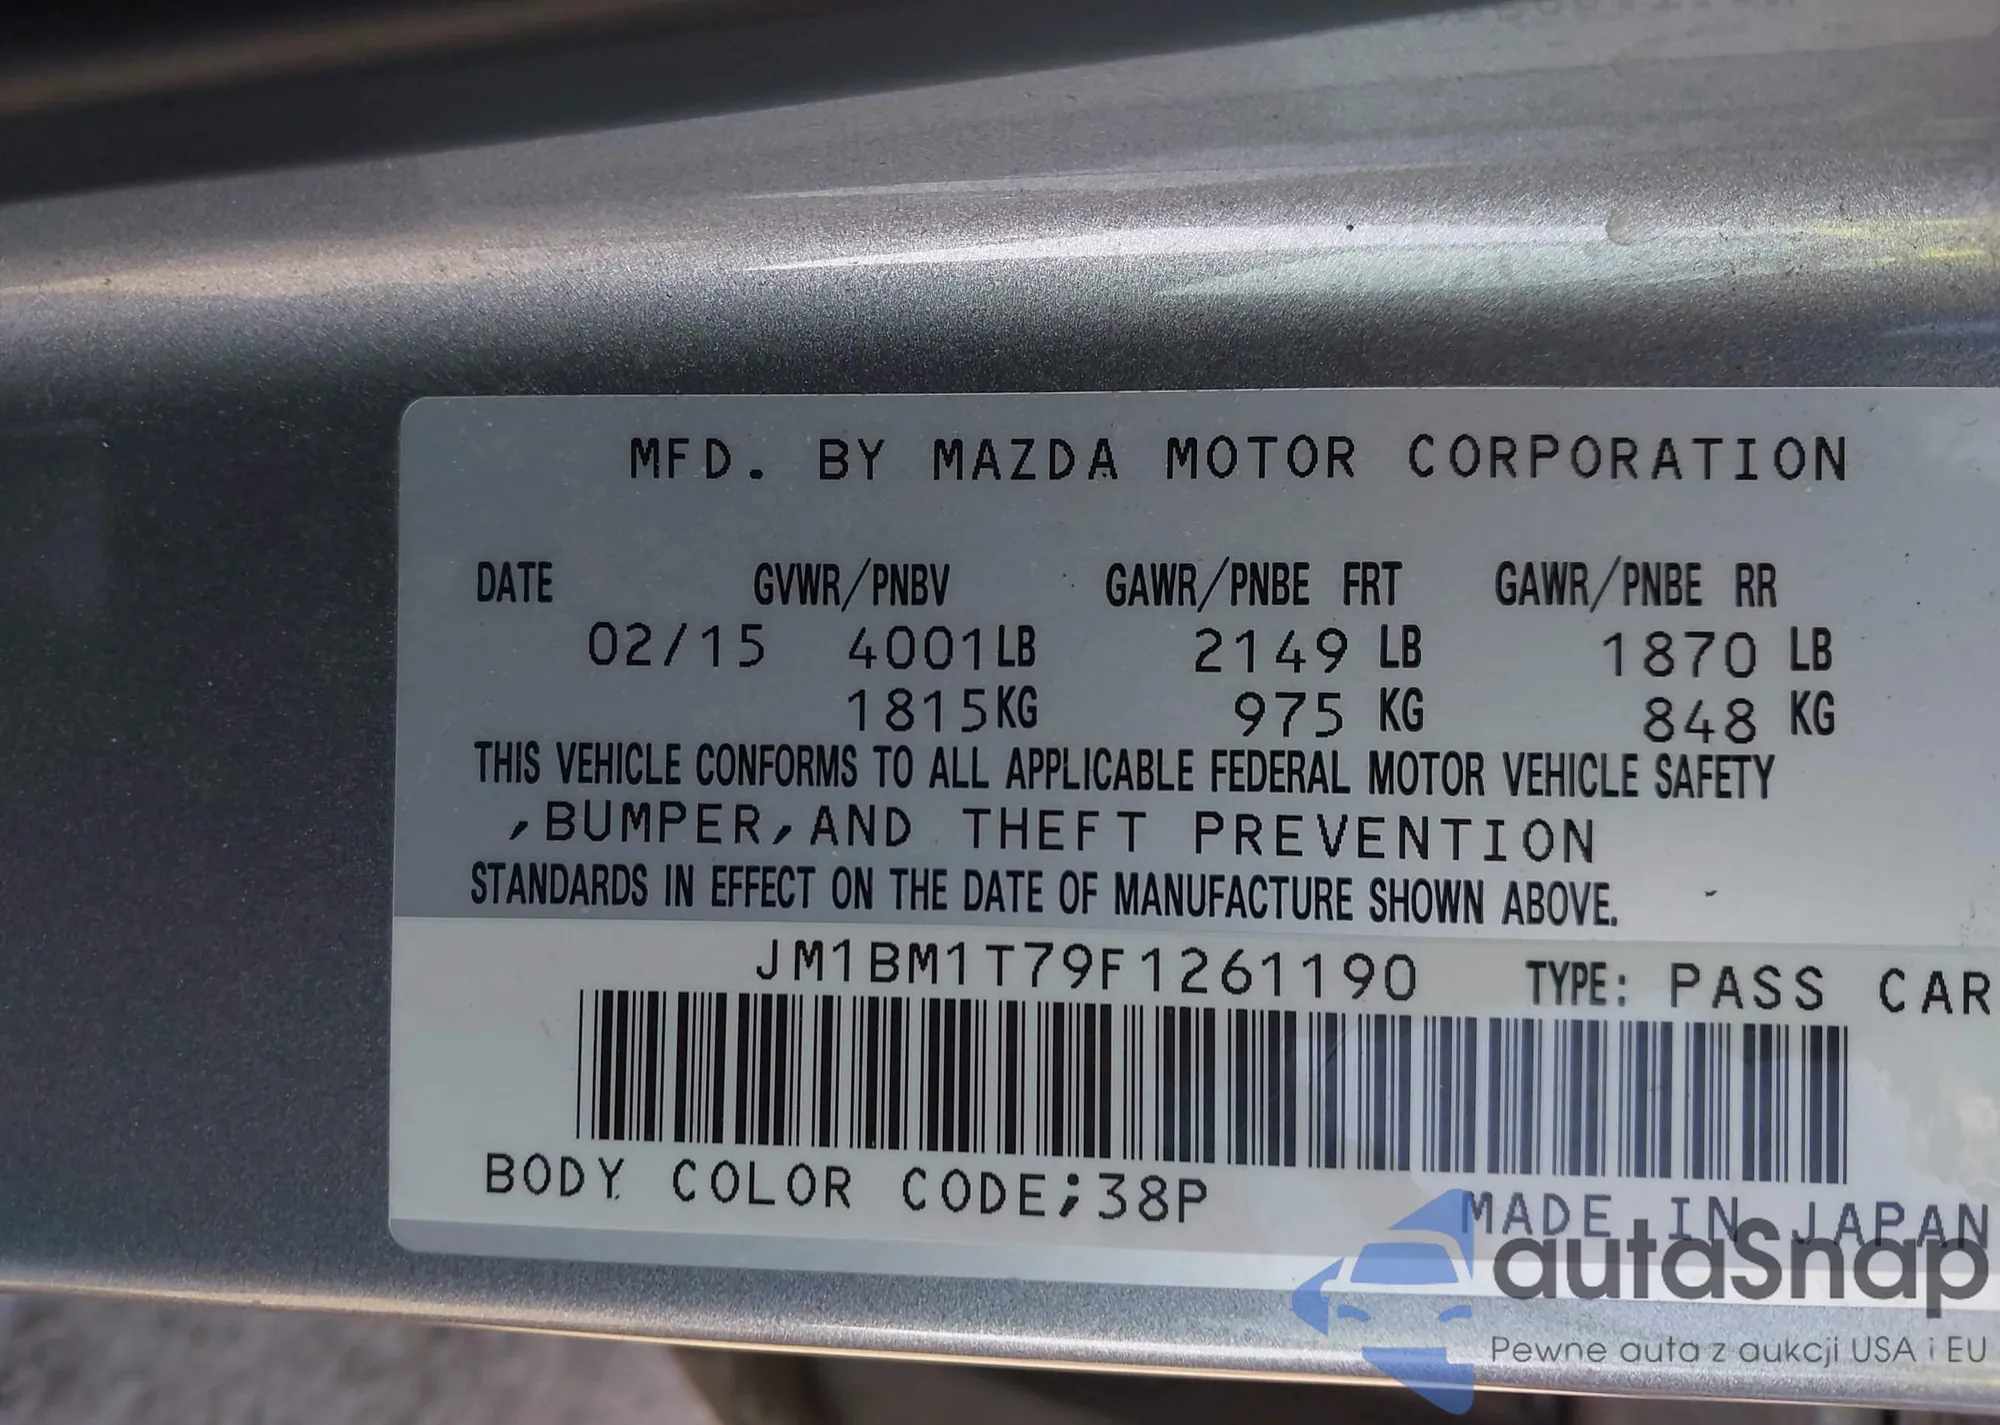 MFD. BY MAZDA MOTOR CORPORATION
DATE GVWR/PNBV GAWR/PNBE FRT GAWR/PNBE RR
02/15 4001LB 2149 LB 1870 LB
1815KG 975 KG 848 KG
THIS VEHICLE CONFORMS TO ALL APPLICABLE FEDERAL MOTOR VEHICLE SAFETY
,BUMPER,AND THEFT PREVENTION
STANDARDS IN EFFECT ON THE DATE OF MANUFACTURE SHOWN ABOVE.
JM1BM1T79F1261190 TYPE: PASS CAR
BODY COLOR CODE;38P
MADE IN JAPAN
autaSnap
Pewne auta z aukcji USA i EU